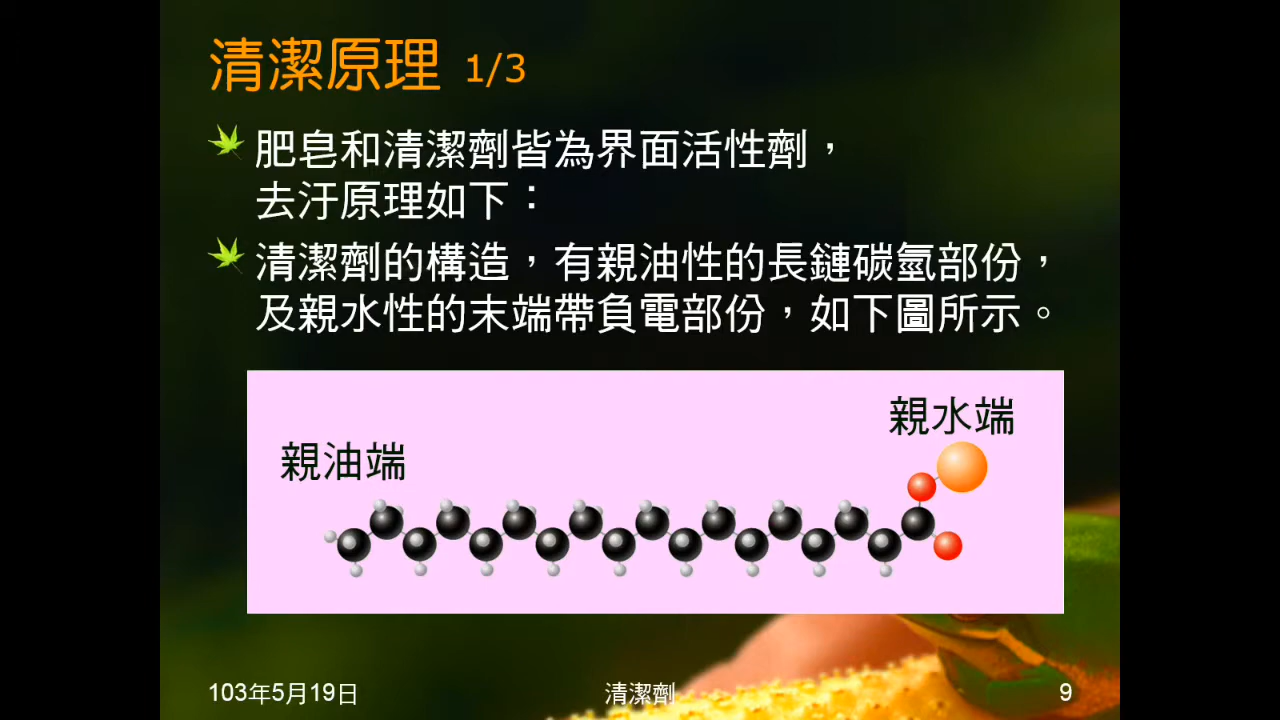 清潔原理 1/3
肥皂和清潔劑皆為界面活性劑，
去汙原理如下：
清潔劑的構造，有親油性的長鏈碳氫部份，
及親水性的末端帶負電部份，如下圖所示。
親水端
親油端
103年5月19日
清潔劑
9